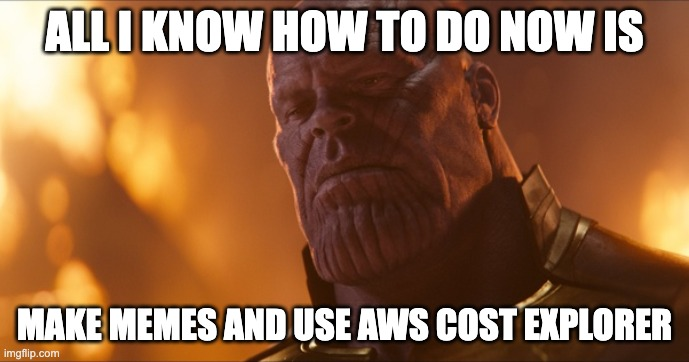 ALL I KNOW HOW TO DO NOW IS
MAKE MEMES AND USE AWS COST EXPLORER
imgflip.com